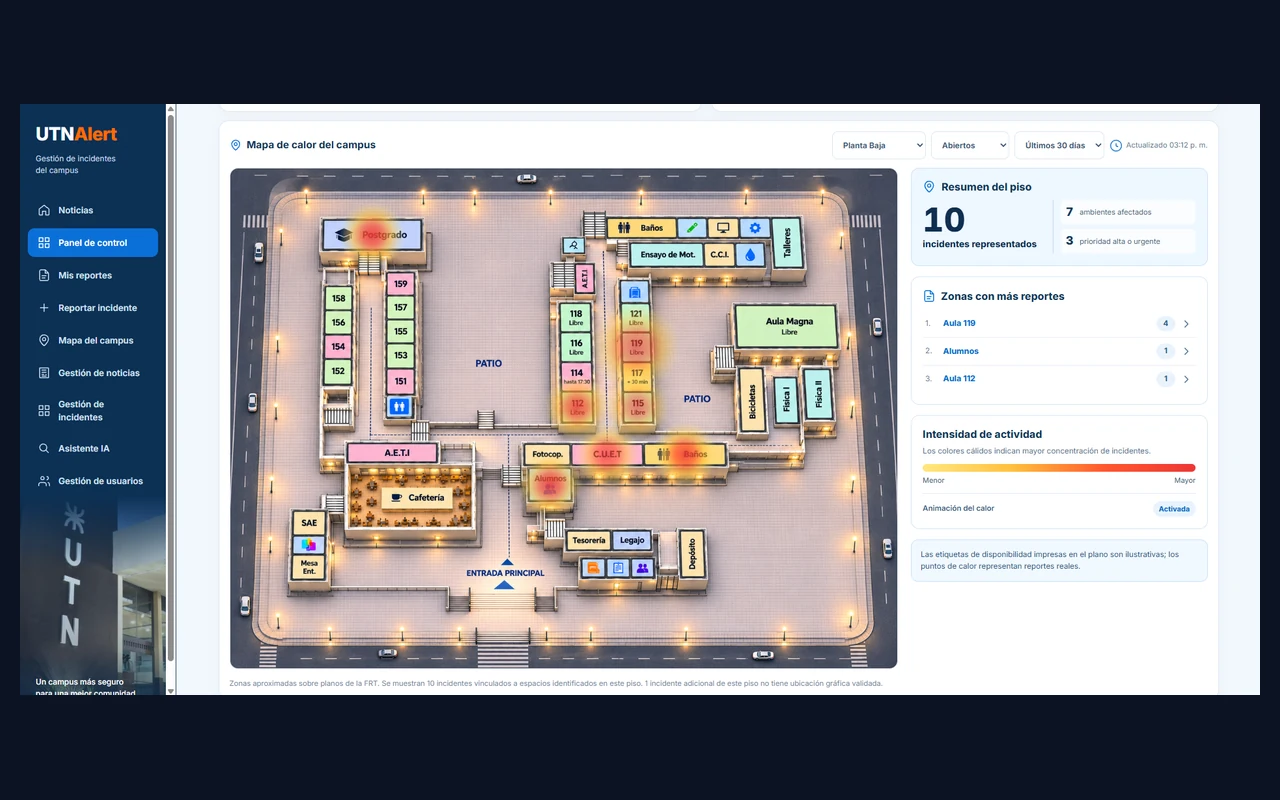 UTNAlert
Gestión de incidentes
del campus
Noticias
Panel de control
Mis reportes
Reportar incidente
Mapa del campus
Gestión de noticias
Gestión de
incidentes
Asistente IA
Gestión de usuarios
UTN
Un campus más seguro
para una mejor comunidad
Mapa de calor del campus
Planta Baja
Abiertos
Últimos 30 días
Actualizado 03:12 p. m.
Postgrado
158
156
154
152
159
157
155
153
151
A.E.T.I
Cafetería
SAE
Mesa
Ent.
PATIO
Baños
Talleres
Ensayo de Mot.
C.C.I.
A.E.T.I
118
Libre
116
Libre
114
hasta 17:30
112
Libre
121
Libre
119
Libre
117
+ 30 min
115
Libre
Aula Magna
Libre
PATIO
Bicicletas
Física I
Física II
Fotocop.
C.U.E.T
Baños
Alumnos
Tesorería
Legajo
Depósito
ENTRADA PRINCIPAL
Zonas aproximadas sobre planos de la FRT. Se muestran 10 incidentes vinculados a espacios identificados en este piso. 1 incidente adicional de este piso no tiene ubicación gráfica validada.
Resumen del piso
10
incidentes representados
7 ambientes afectados
3 prioridad alta o urgente
Zonas con más reportes
1. Aula 119 4
2. Alumnos 1
3. Aula 112 1
Intensidad de actividad
Los colores cálidos indican mayor concentración de incidentes.
Menor Mayor
Animación del calor Activada
Las etiquetas de disponibilidad impresas en el plano son ilustrativas; los
puntos de calor representan reportes reales.